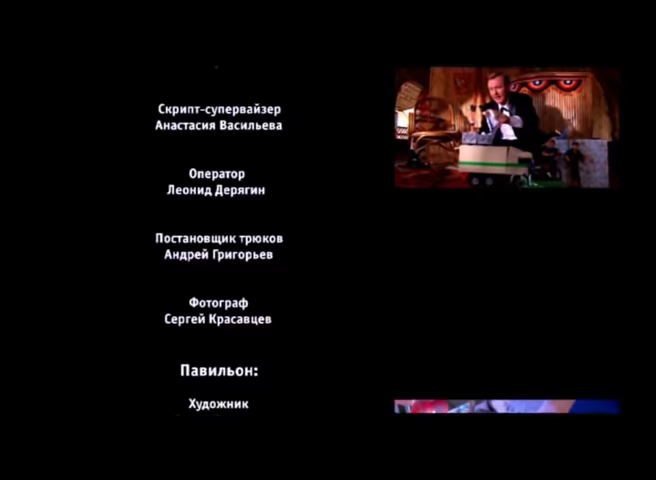 Скрипт-супервайзер
Анастасия Васильева
Оператор
Леонид Дерягин
Постановщик трюков
Андрей Григорьев
Фотограф
Сергей Красавцев
Павильон:
Художник